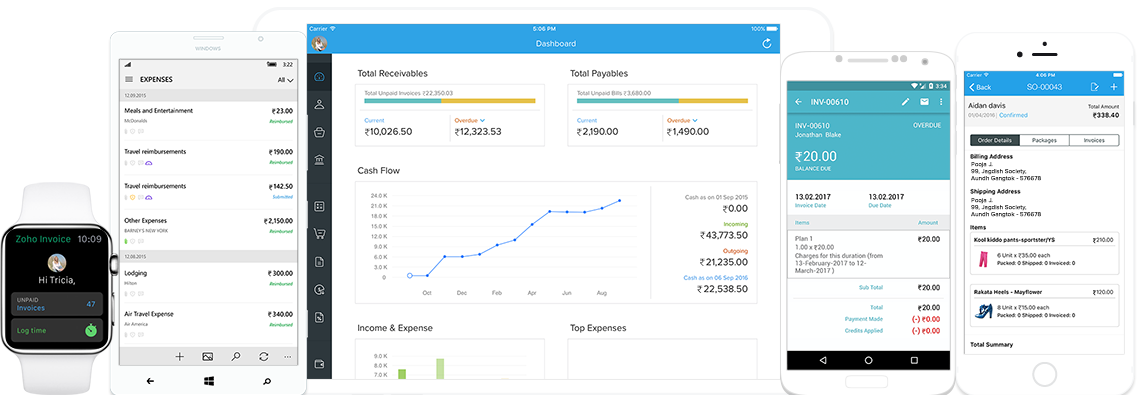 Zoho Invoice 10:09
Hi Tricia,
UNPAID
Invoices 47
Log time
WINDOWS
3:22
EXPENSES
All
12.09.2015
Meals and Entertainment ₹23.00
McDonalds Reimbursed
Travel reimbursements ₹190.00
Reimbursed
Travel reimbursements ₹142.50
Submitted
Other Expenses ₹2,150.00
BARNEY'S NEW YORK Reimbursed
12.08.2015
Lodging ₹300.00
Hilton Reimbursed
Air Travel Expense ₹340.00
Air America Reimbursed
Carrier 5:06 PM 100%
Dashboard
Total Receivables
Total Unpaid Invoices ₹22,350.03
Current Overdue
₹10,026.50 ₹12,323.53
Total Payables
Total Unpaid Bills ₹3,680.00
Current Overdue
₹2,190.00 ₹1,490.00
Cash Flow
24.0 K
21.0 K
18.0 K
15.0 K
12.0 K
9.0 K
6.0 K
3.0 K
0
Oct Dec Feb Apr Jun Aug
Cash as on 01 Sep 2015
₹0.00
Incoming
₹43,773.50
Outgoing
₹21,235.00
Cash as on 06 Sep 2016
₹22,538.50
Income & Expense
9.0 K
8.0 K
7.0 K
Top Expenses
3:34
INV-00610
INV-00610 OVERDUE
Jonathan Blake
₹20.00
BALANCE DUE
13.02.2017 13.02.2017
Invoice Date Due Date
Items Amount
Plan 1 ₹20.00
1.00 x ₹20.00
Charges for this duration (from
13-February-2017 to 12-
March-2017 )
Sub Total ₹20.00
Total ₹20.00
Payment Made (-) ₹0.00
Credits Applied (-) ₹0.00
Carrier 4:06 PM
Back SO-00043
Aidan davis Total Amount
01/04/2016 | Confirmed ₹338.40
Order Details Packages Invoices
Billing Address
Pooja J.
99, Jegdish Society,
Aundh Gangtok - 576678
Shipping Address
Pooja J.
99, Jegdish Society,
Aundh Gangtok - 576678
Items
Kool kiddo pants-sportster/YS ₹210.00
6 Unit x ₹35.00 each
Packed: 0 Shipped: 0 Invoiced: 0
Rakata Heels - Mayflower ₹120.00
8 Unit x ₹15.00 each
Packed: 0 Shipped: 0 Invoiced: 0
Total Summary